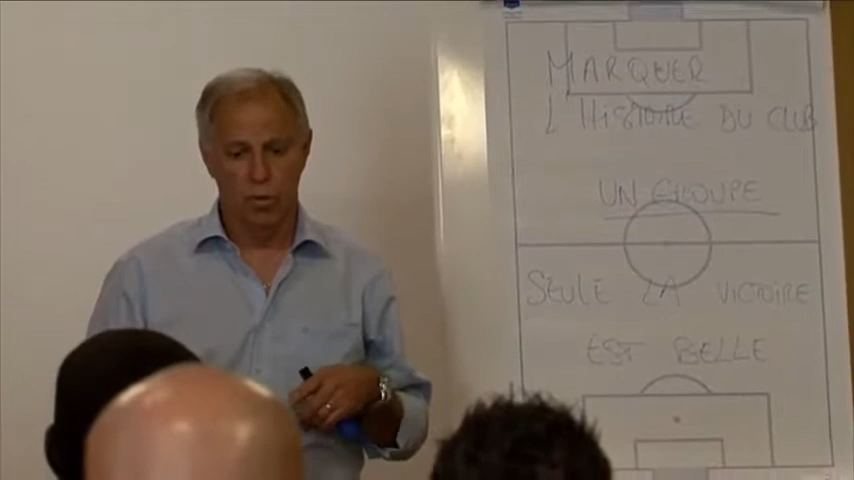 MARQUER
L'HISTOIRE DU CLUB
UN GROUPE
SEULE LA VICTOIRE
EST BELLE